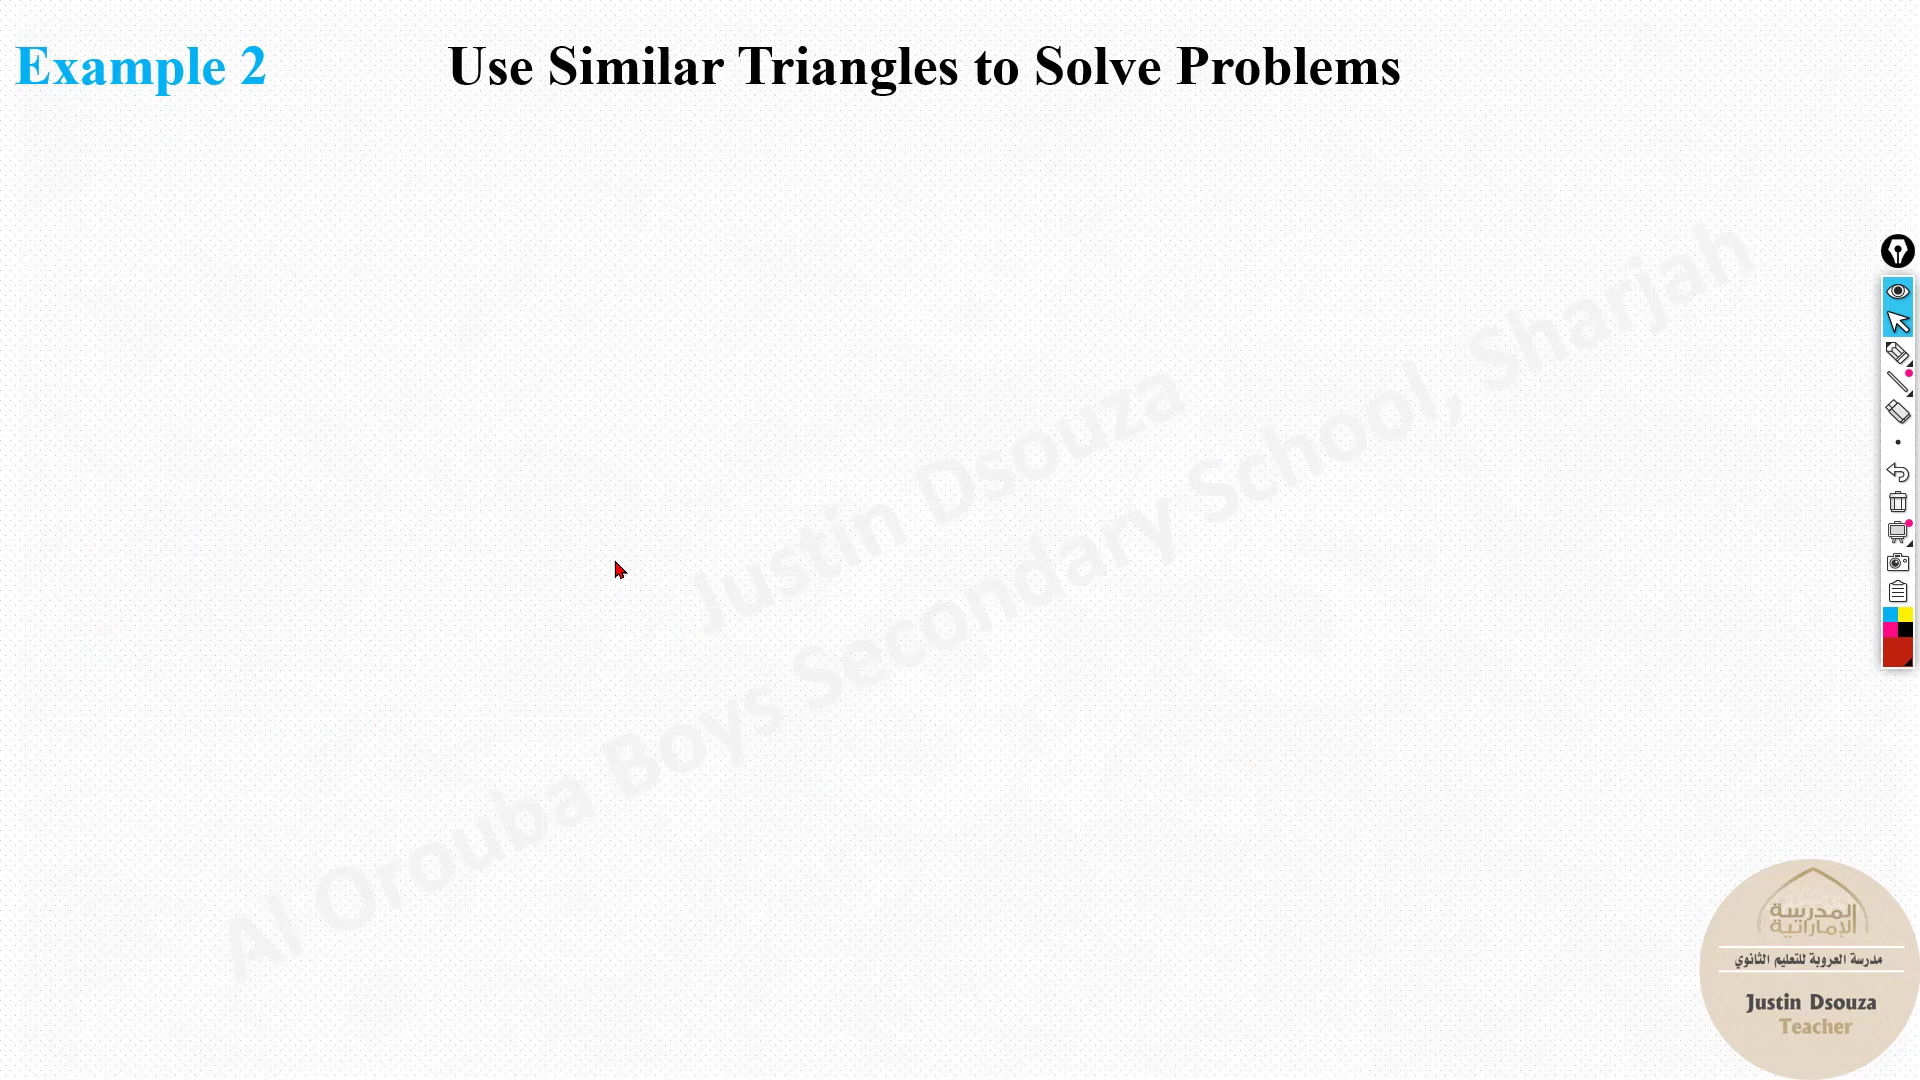 Example 2
Use Similar Triangles to Solve Problems
Justin Dsouza
Al Orouba Boys Secondary School, Sharjah
المدرسة
الإماراتية
مدرسة العروبة للتعليم الثانوي
Justin Dsouza
Teacher